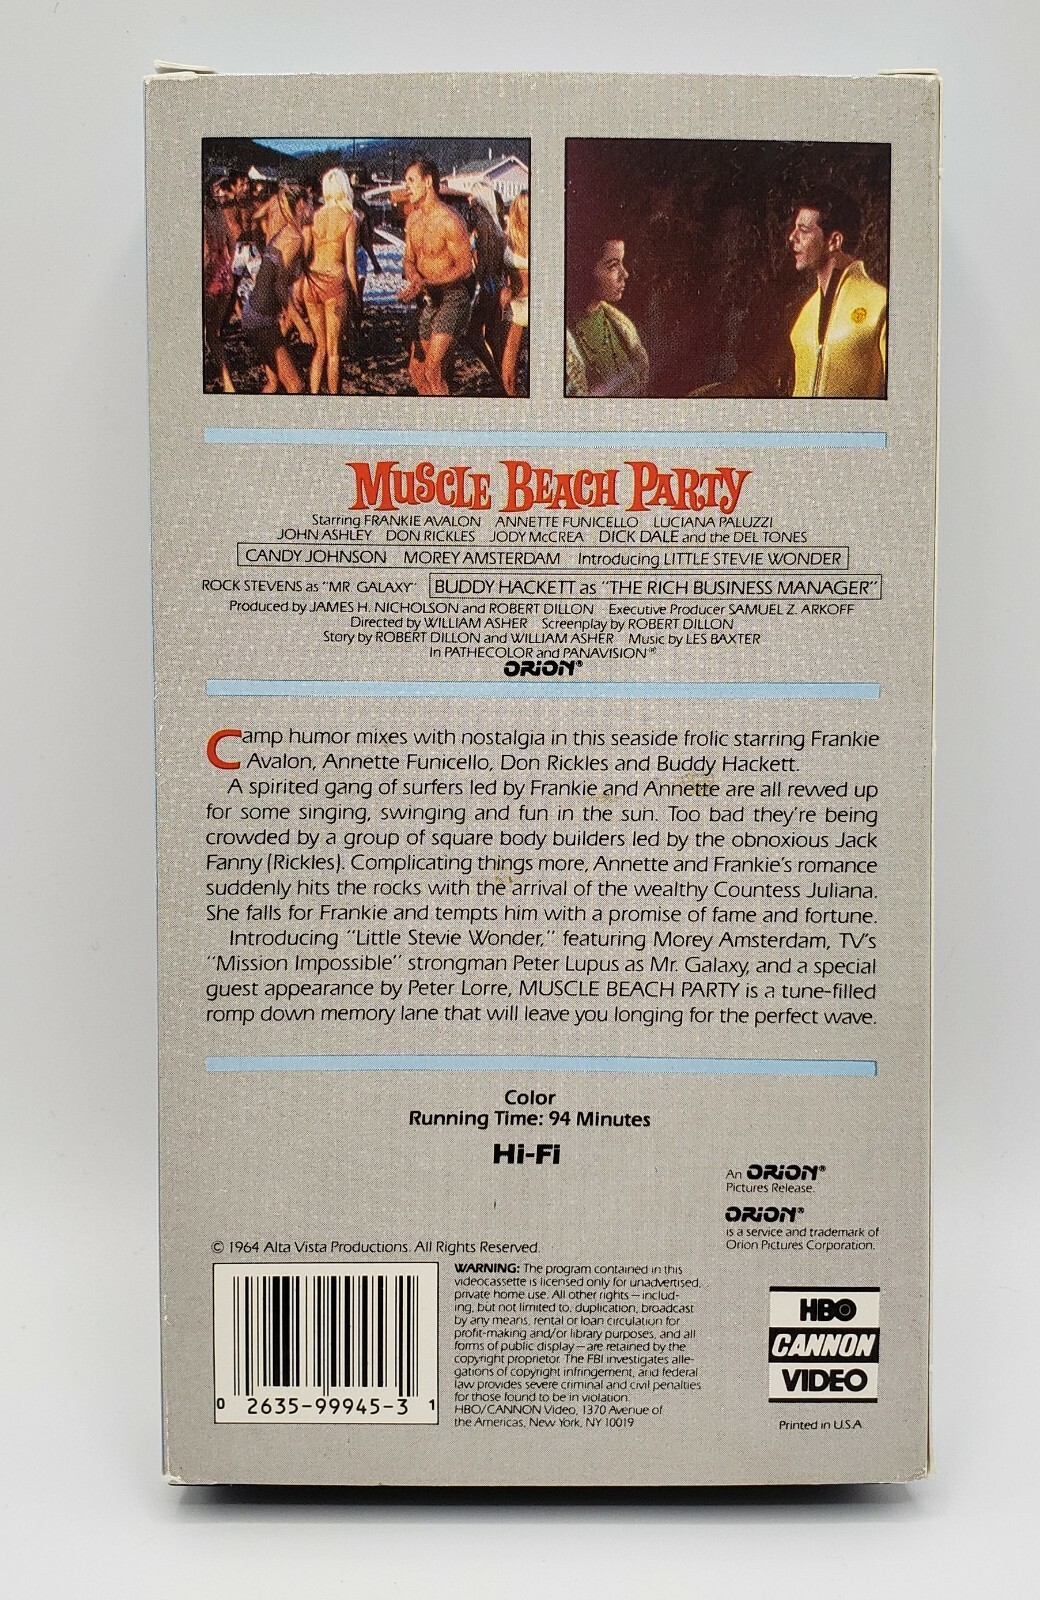 MUSCLE BEACH PARTY
Starring FRANKIE AVALON ANNETTE FUNICELLO LUCIANA PALUZZI
JOHN ASHLEY DON RICKLES JODY McCREA DICK DALE and the DEL TONES
CANDY JOHNSON MOREY AMSTERDAM Introducing LITTLE STEVIE WONDER
ROCK STEVENS as "MR GALAXY" BUDDY HACKETT as "THE RICH BUSINESS MANAGER"
Produced by JAMES H. NICHOLSON and ROBERT DILLON Executive Producer SAMUEL Z. ARKOFF
Directed by WILLIAM ASHER Screenplay by ROBERT DILLON
Story by ROBERT DILLON and WILLIAM ASHER Music by LES BAXTER
In PATHECOLOR and PANAVISION®
ORION®
Camp humor mixes with nostalgia in this seaside frolic starring Frankie
Avalon, Annette Funicello, Don Rickles and Buddy Hackett.
A spirited gang of surfers led by Frankie and Annette are all revved up
for some singing, swinging and fun in the sun. Too bad they're being
crowded by a group of square body builders led by the obnoxious Jack
Fanny (Rickles). Complicating things more, Annette and Frankie's romance
suddenly hits the rocks with the arrival of the wealthy Countess Juliana.
She falls for Frankie and tempts him with a promise of fame and fortune.
Introducing "Little Stevie Wonder," featuring Morey Amsterdam, TV's
"Mission Impossible" strongman Peter Lupus as Mr. Galaxy, and a special
guest appearance by Peter Lorre, MUSCLE BEACH PARTY is a tune-filled
romp down memory lane that will leave you longing for the perfect wave.
Color
Running Time: 94 Minutes
Hi-Fi
An ORION®
Pictures Release.
ORION®
is a service and trademark of
Orion Pictures Corporation.
© 1964 Alta Vista Productions. All Rights Reserved.
0 2635-99945-3 1
WARNING: The program contained in this
videocassette is licensed only for unadvertised,
private home use. All other rights—includ-
ing, but not limited to, duplication, broadcast
by any means, rental or loan circulation for
profit-making and/or library purposes, and all
forms of public display—are retained by the
copyright proprietor. The FBI investigates alle-
gations of copyright infringement, and federal
law provides severe criminal and civil penalties
for those found to be in violation.
HBO/CANNON Video, 1370 Avenue of
the Americas, New York, NY 10019
HBO
CANNON
VIDEO
Printed in U.S.A.